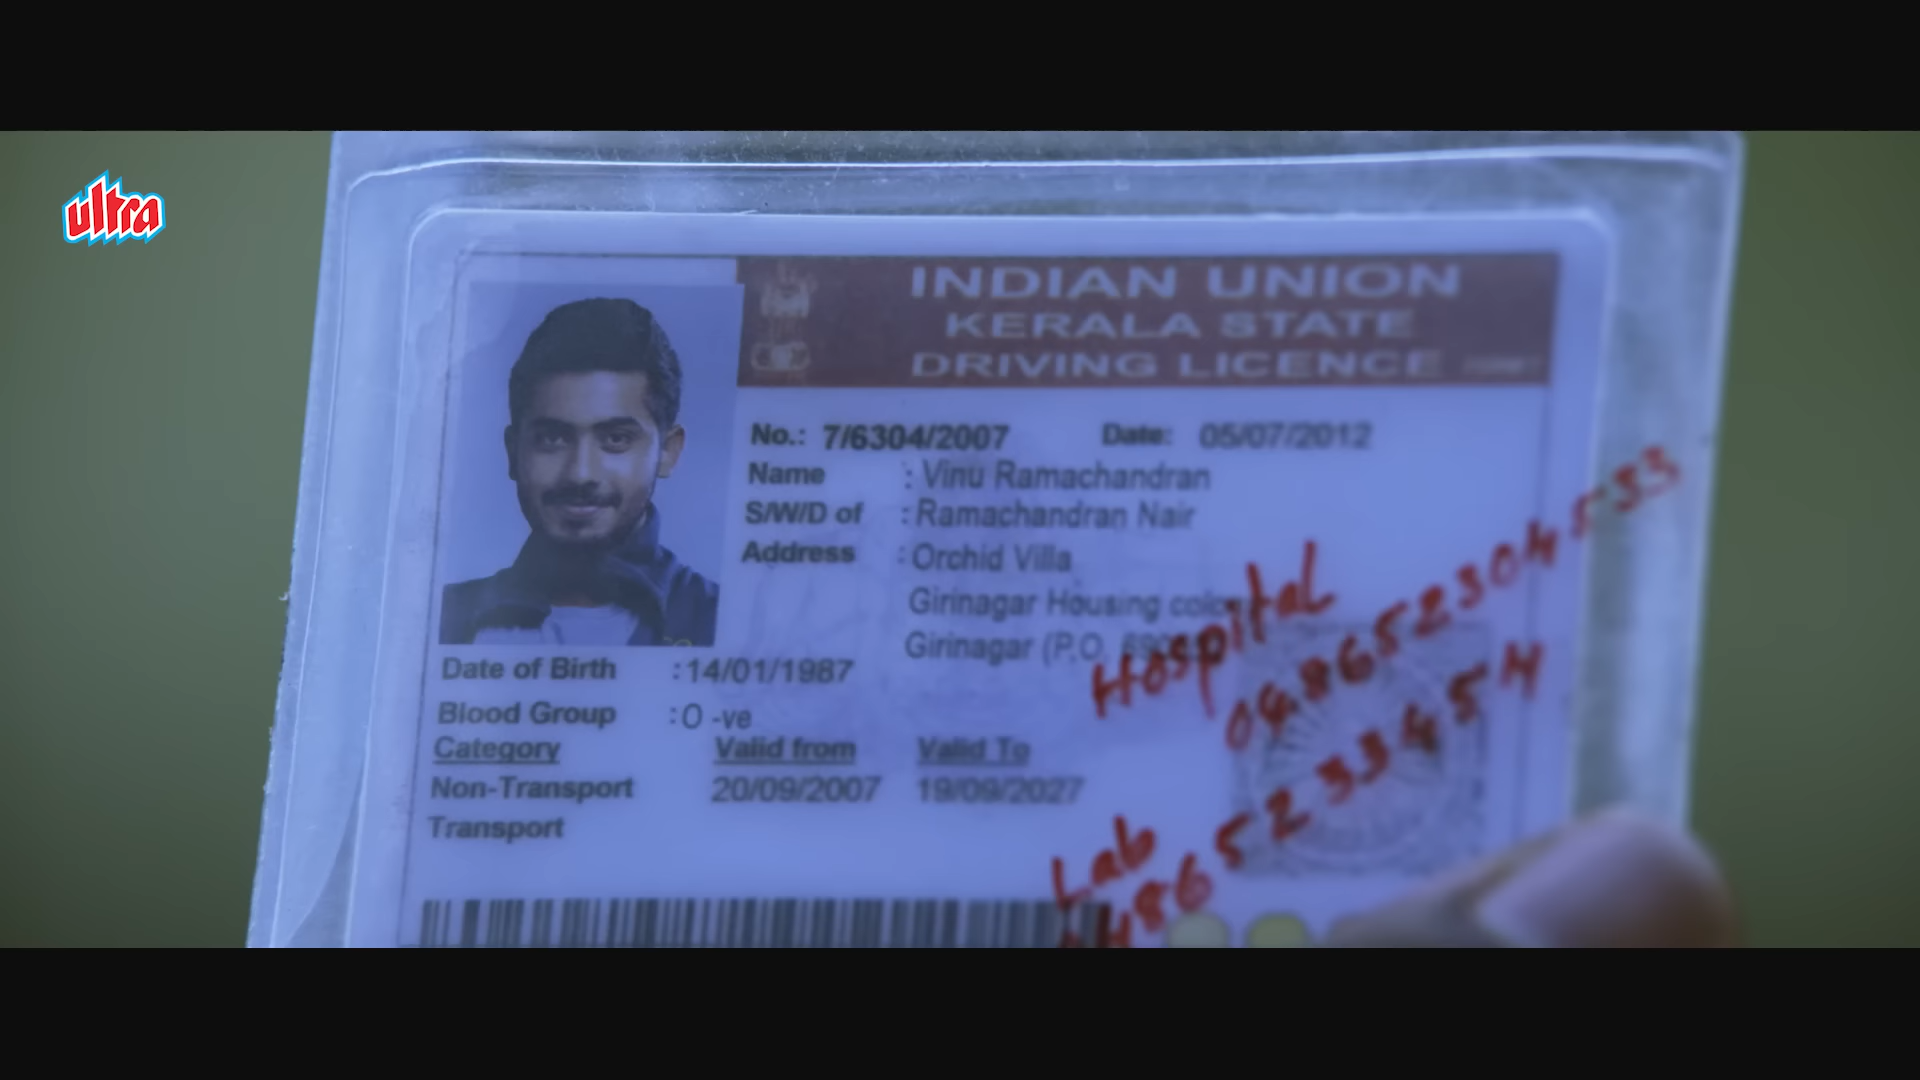 ultra
INDIAN UNION
KERALA STATE
DRIVING LICENCE
No.: 7/6304/2007 Date: 05/07/2012
Name : Vinu Ramachandran
S/W/D of : Ramachandran Nair
Address : Orchid Villa
Girinagar Housing
Girinagar (P.O.
Date of Birth : 14/01/1987
Blood Group : O -ve
Category Valid from Valid To
Non-Transport 20/09/2007 19/09/2027
Transport
Hospital
048652304533
Lab